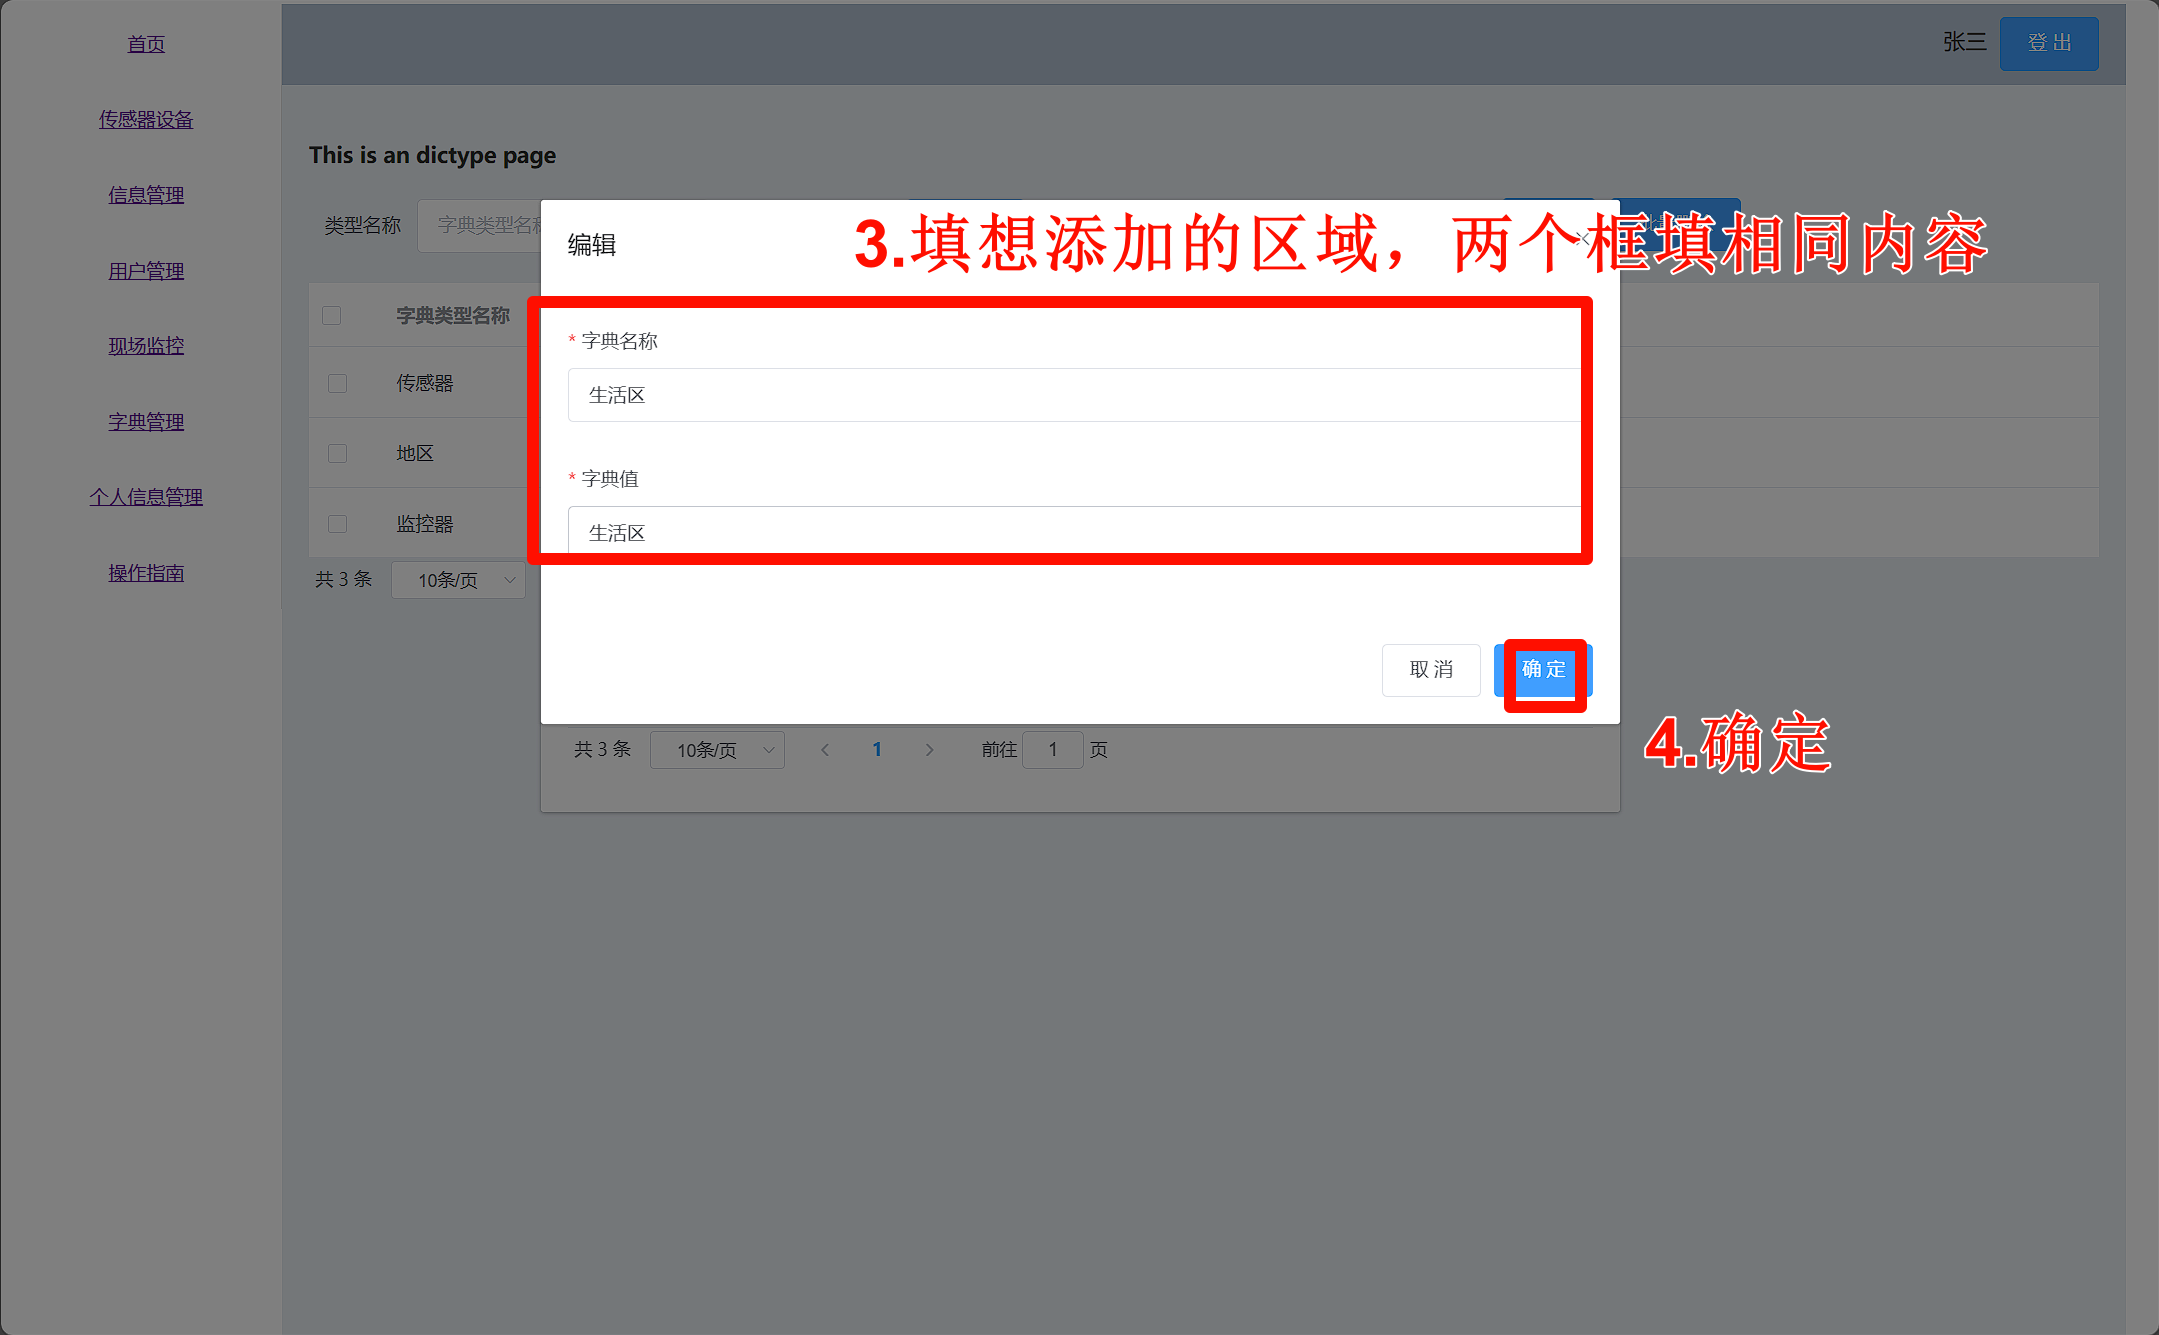 首页
传感器设备
信息管理
用户管理
现场监控
字典管理
个人信息管理
操作指南
张三
登出
This is an dictype page
类型名称
字典类型名称
字典类型名称
传感器
地区
监控器
共 3 条
10条/页
编辑
3.填想添加的区域，两个框填相同内容
* 字典名称
生活区
* 字典值
生活区
取消
确定
4.确定
共 3 条
10条/页
1
前往
1
页